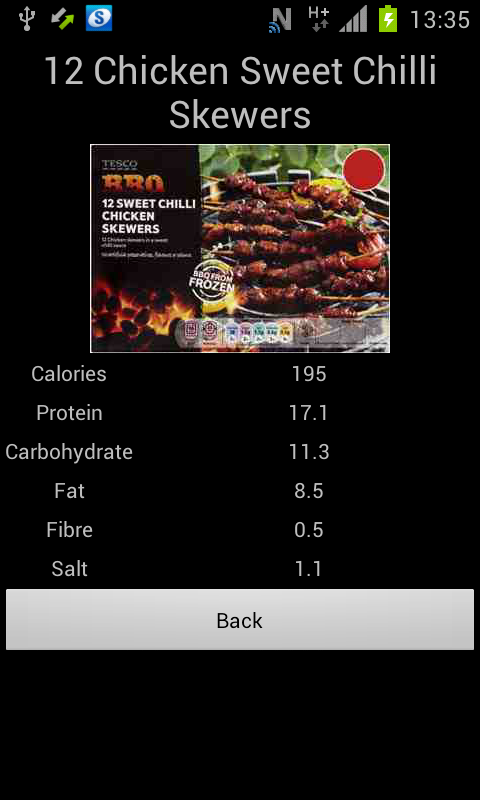 H+
13:35
12 Chicken Sweet Chilli
Skewers
TESCO
BBQ
12 SWEET CHILLI
CHICKEN
SKEWERS
12 Chicken skewers in a sweet
chilli sauce
BBQ FROM
FROZEN
Calories 195
Protein 17.1
Carbohydrate 11.3
Fat 8.5
Fibre 0.5
Salt 1.1
Back